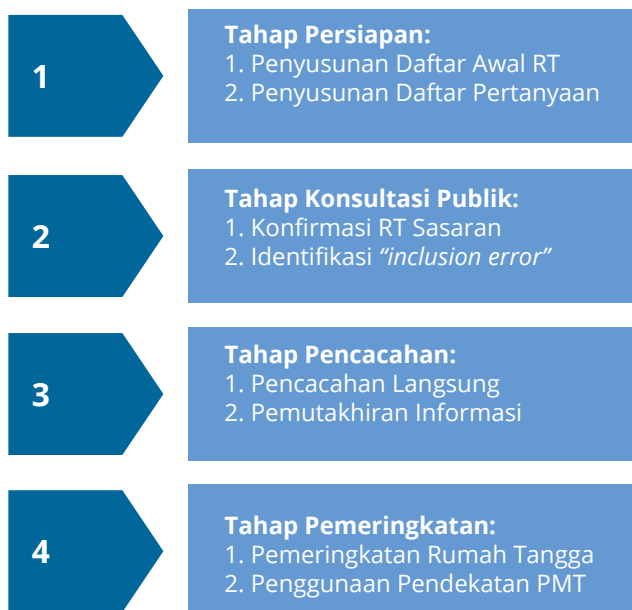 1
Tahap Persiapan:
1. Penyusunan Daftar Awal RT
2. Penyusunan Daftar Pertanyaan
2
Tahap Konsultasi Publik:
1. Konfirmasi RT Sasaran
2. Identifikasi “inclusion error”
3
Tahap Pencacahan:
1. Pencacahan Langsung
2. Pemutakhiran Informasi
4
Tahap Pemeringkatan:
1. Pemeringkatan Rumah Tangga
2. Penggunaan Pendekatan PMT